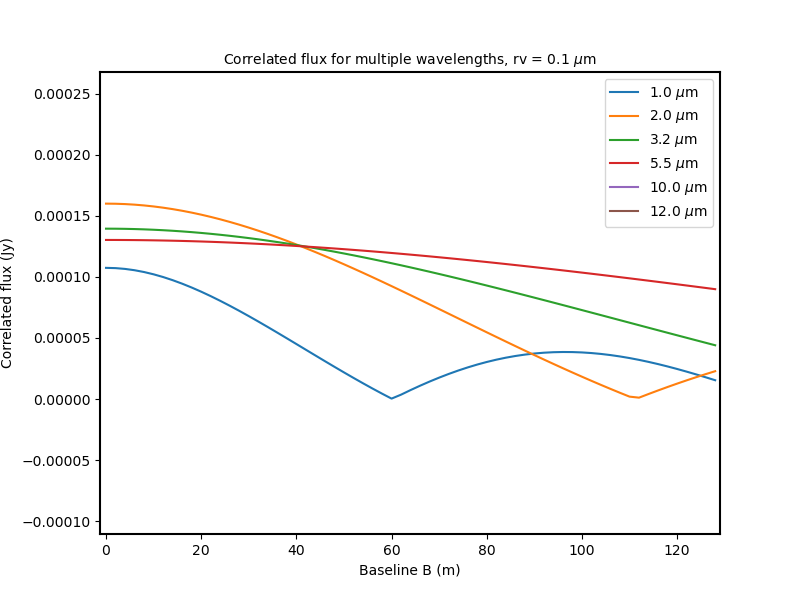 Correlated flux for multiple wavelengths, rv = 0.1 μm
0.00025
0.00020
0.00015
0.00010
0.00005
0.00000
−0.00005
−0.00010
Correlated flux (Jy)
0 20 40 60 80 100 120
Baseline B (m)
1.0 μm
2.0 μm
3.2 μm
5.5 μm
10.0 μm
12.0 μm